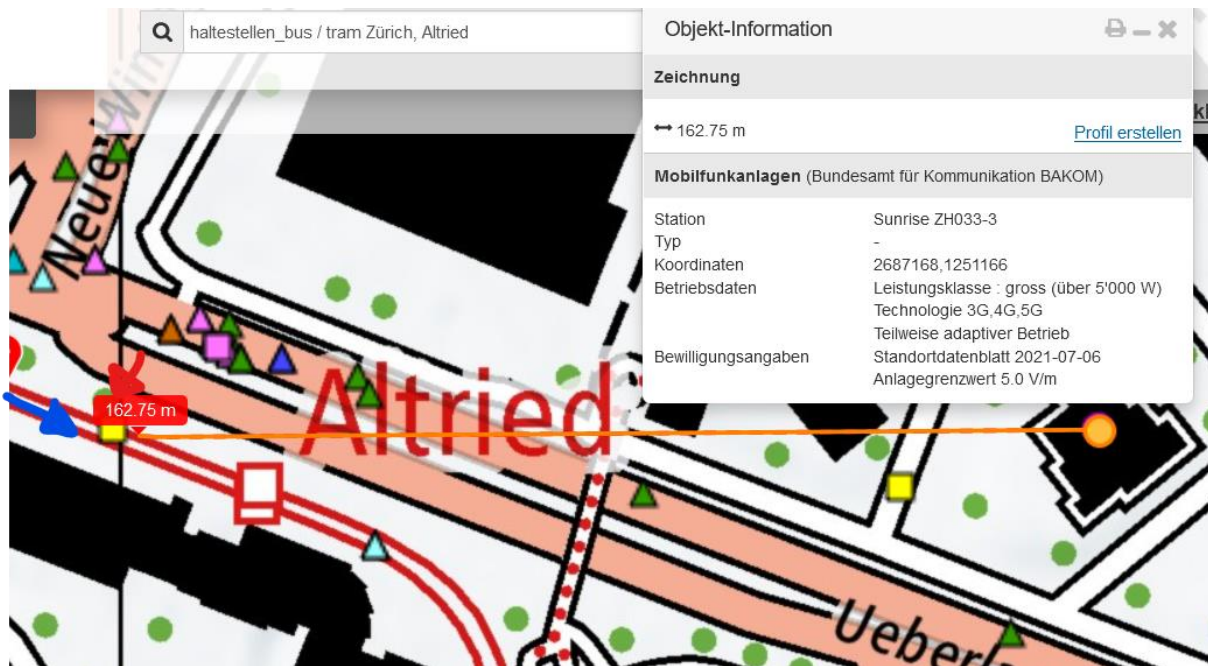 haltestellen_bus / tram Zürich, Altried
Objekt-Information
Zeichnung
162.75 m
Profil erstellen
Mobilfunkanlagen (Bundesamt für Kommunikation BAKOM)
Station Sunrise ZH033-3
Typ -
Koordinaten 2687168,1251166
Betriebsdaten Leistungsklasse : gross (über 5'000 W)
Technologie 3G,4G,5G
Teilweise adaptiver Betrieb
Bewilligungsangaben Standortdatenblatt 2021-07-06
Anlagegrenzwert 5.0 V/m
Neue Win
162.75 m
Altried